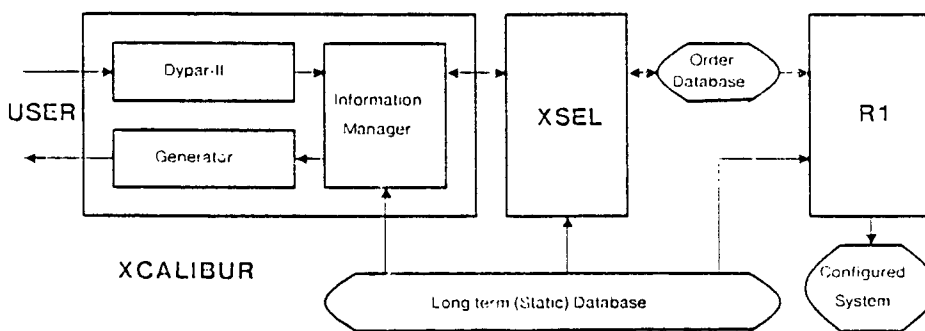 USER
Dypar-II
Generator
Information
Manager
XCALIBUR
XSEL
Order
Database
R1
Configured
System
Long term (Static) Database